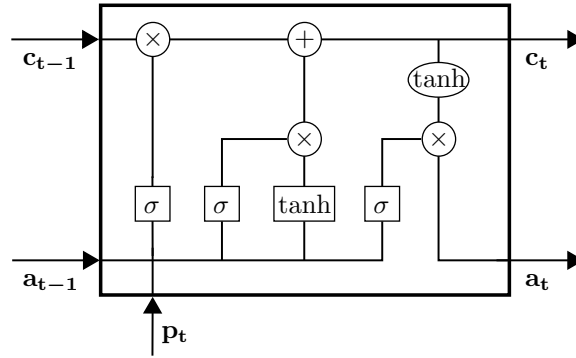 × +
c_{t−1} c_t
tanh
× ×
σ σ tanh σ
a_{t−1} a_t
p_t